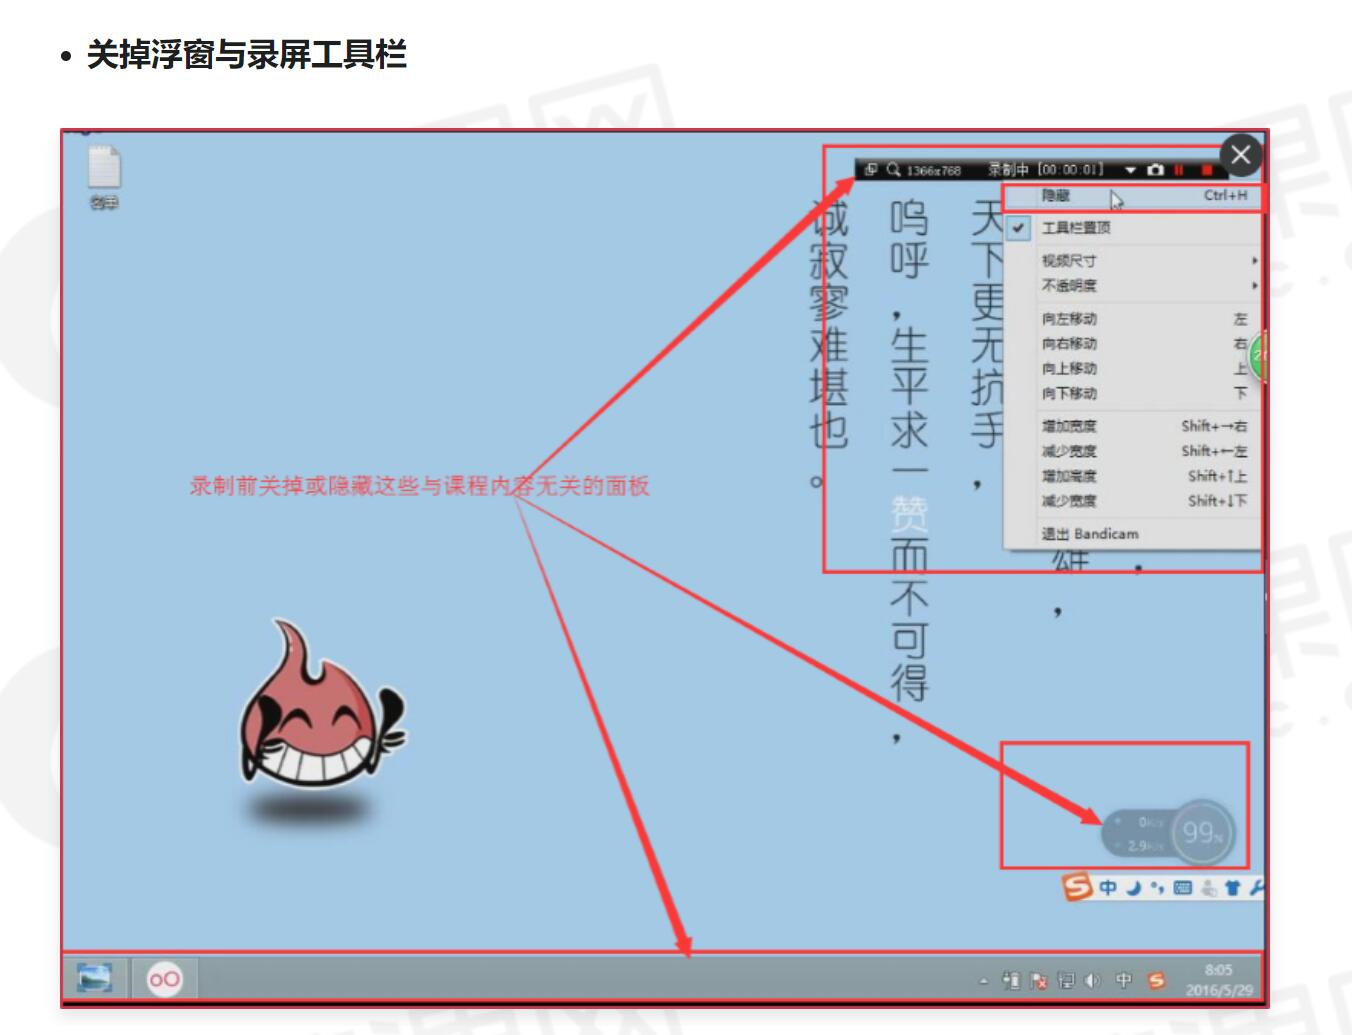 • 关掉浮窗与录屏工具栏
1366x768 录制中 [00:00:01]
隐藏 Ctrl+H
工具栏置顶
视频尺寸
不透明度
向左移动 左
向右移动 右
向上移动 上
向下移动 下
增加宽度 Shift+→右
减少宽度 Shift+←左
增加高度 Shift+↑上
减少宽度 Shift+↓下
退出 Bandicam
天下更无抗手，
呜呼，生平求一赞而不可得，
诚寂寥难堪也。
录制前关掉或隐藏这些与课程内容无关的面板
0K/s
2.9K/s
99%
中
中
8:05
2016/5/29